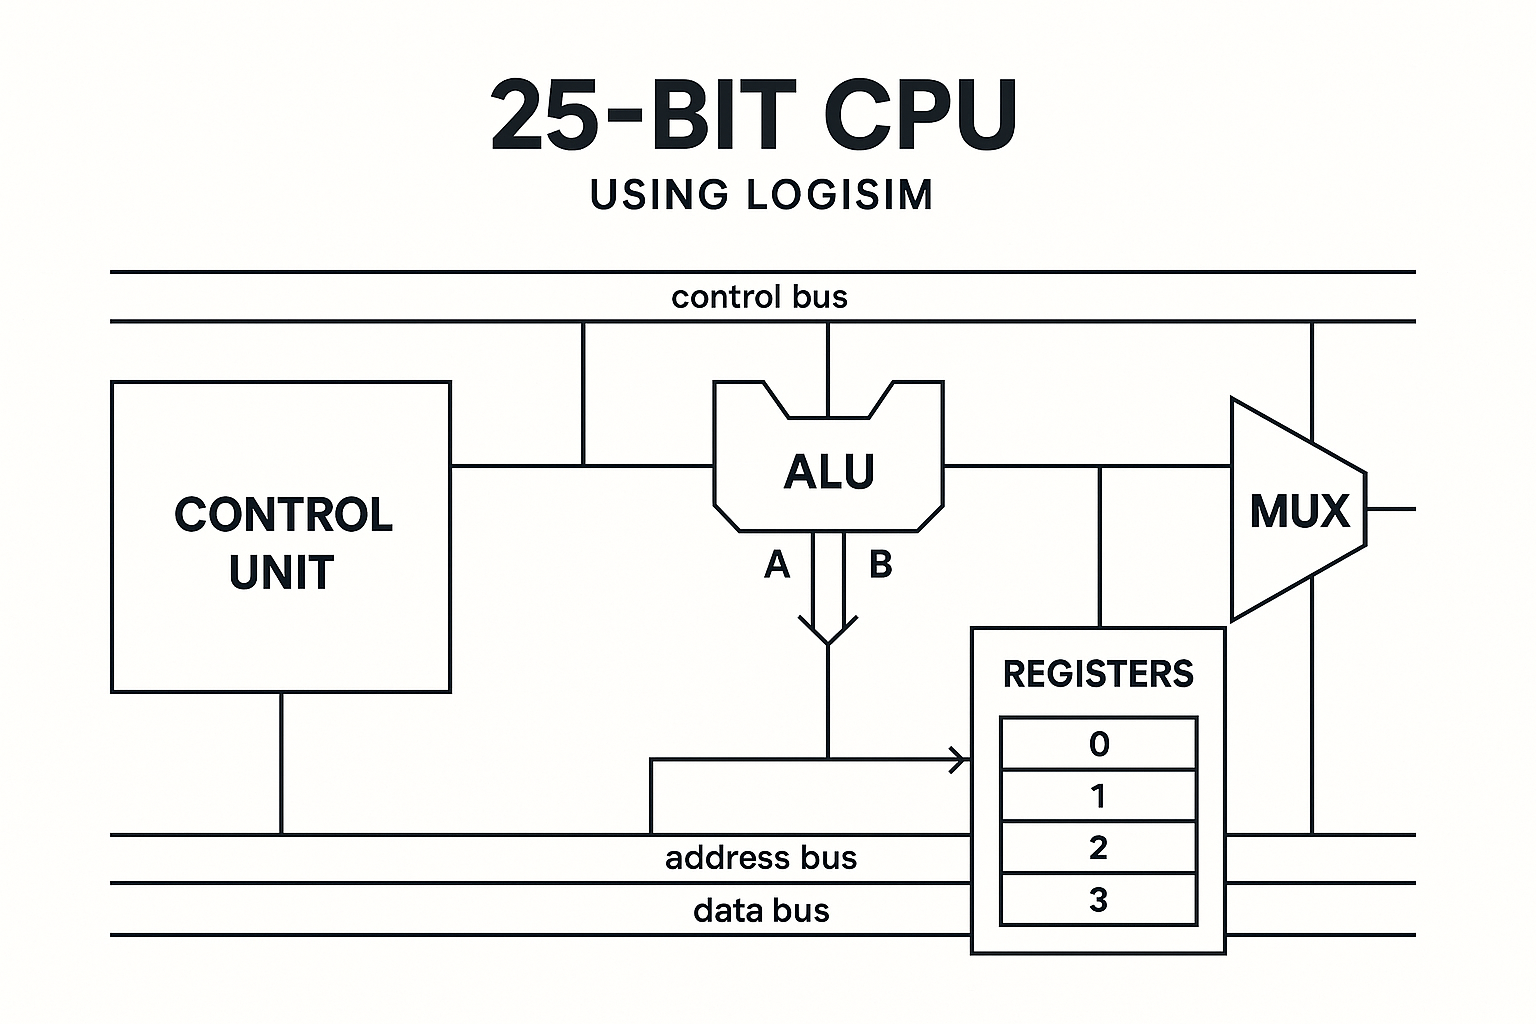 25-BIT CPU
USING LOGISIM
control bus
CONTROL
UNIT
ALU
A
B
MUX
REGISTERS
0
1
2
3
address bus
data bus